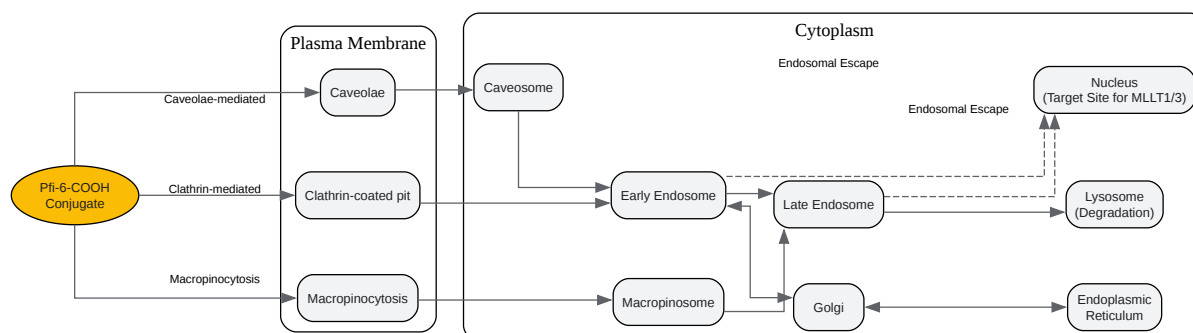 Plasma Membrane
Cytoplasm
Endosomal Escape
Caveolae-mediated
Caveolae
Caveosome
Nucleus
(Target Site for MLLT1/3)
Endosomal Escape
Pfi-6-COOH
Conjugate
Clathrin-mediated
Clathrin-coated pit
Early Endosome
Late Endosome
Lysosome
(Degradation)
Macropinocytosis
Macropinocytosis
Macropinosome
Golgi
Endoplasmic
Reticulum